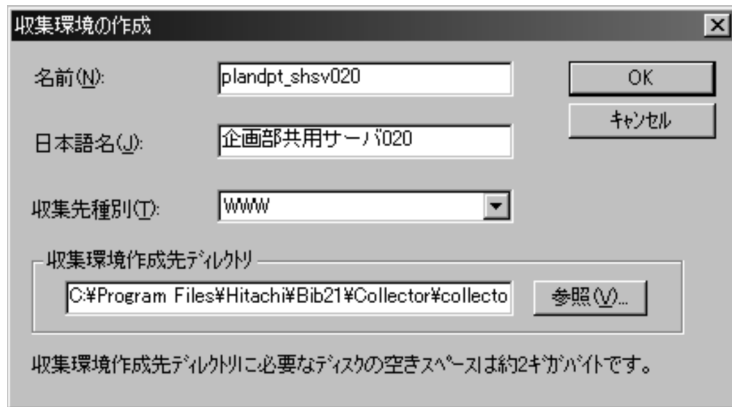 収集環境の作成
名前(N):
plandpt_shsv020
OK
日本語名(J):
企画部共用サーバ020
ｷｬﾝｾﾙ
収集先種別(T):
WWW
収集環境作成先ﾃﾞｨﾚｸﾄﾘ
C:¥Program Files¥Hitachi¥Bib21¥Collector¥collecto
参照(V)...
収集環境作成先ﾃﾞｨﾚｸﾄﾘに必要なﾃﾞｨｽｸの空きｽﾍﾟｰｽは約2ｷﾞｶﾞﾊﾞｲﾄです。